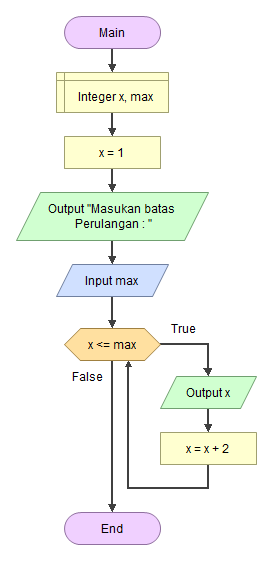 Main
Integer x, max
x = 1
Output "Masukan batas
Perulangan : "
Input max
x <= max
True
False
Output x
x = x + 2
End